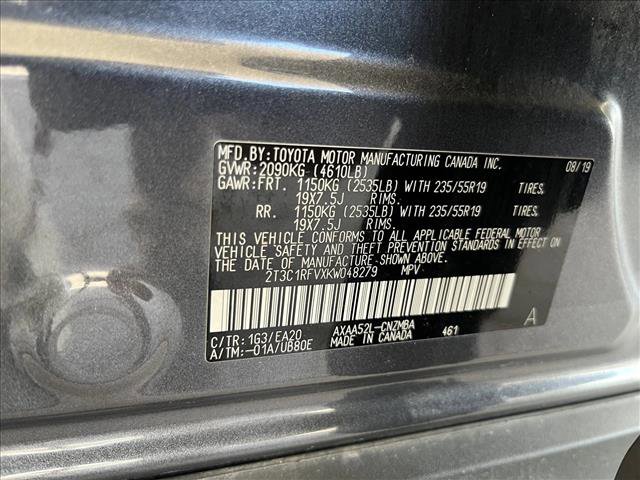 MFD.BY:TOYOTA MOTOR MANUFACTURING CANADA INC. 08/19
GVWR:2090KG (4610LB)
GAWR:FRT. 1150KG (2535LB) WITH 235/55R19 TIRES.
19X7.5J RIMS.
RR. 1150KG (2535LB) WITH 235/55R19 TIRES.
19X7.5J RIMS.
THIS VEHICLE CONFORMS TO ALL APPLICABLE FEDERAL MOTOR
VEHICLE SAFETY AND THEFT PREVENTION STANDARDS IN EFFECT
ON THE DATE OF MANUFACTURE SHOWN ABOVE.
2T3C1RFVXKW048279 MPV
A
C/TR:1G3/EA20 AXAA52L-CNZMBA 461
A/TM:-01A/UB80E MADE IN CANADA